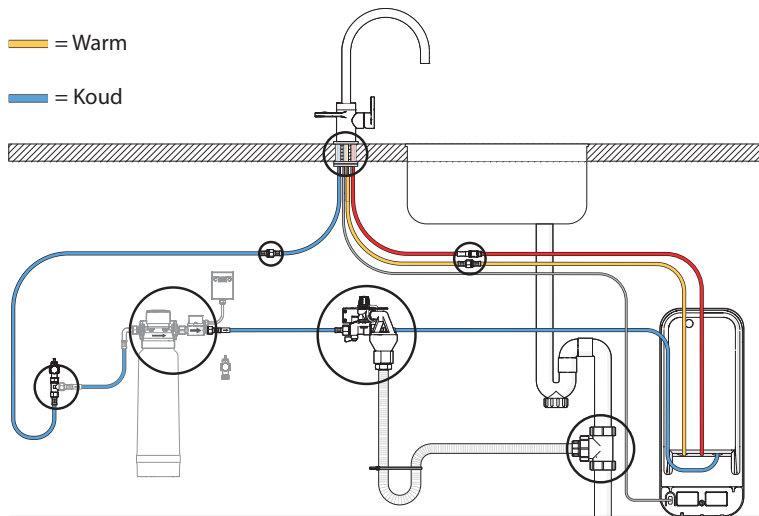 = Warm
= Koud